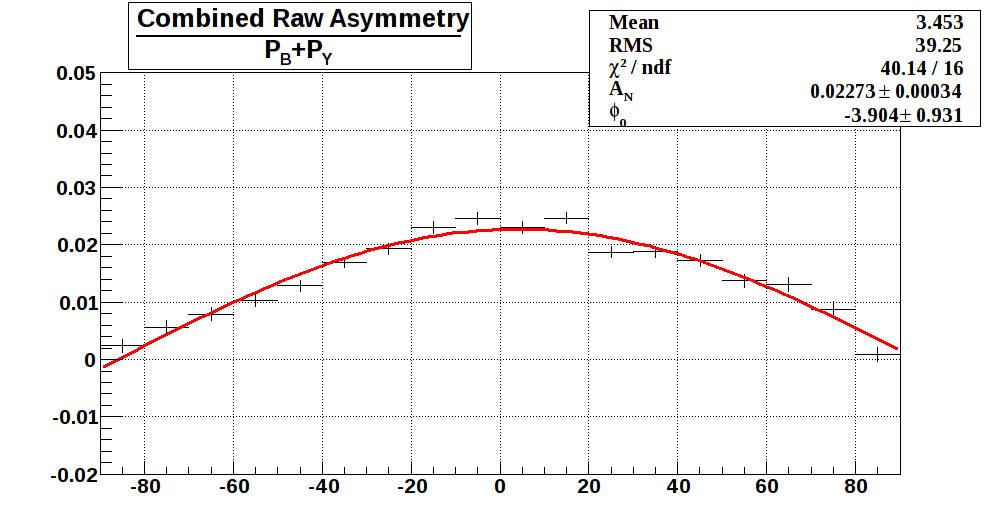 Combined Raw Asymmetry
P_B+P_Y
Mean 3.453
RMS 39.25
χ² / ndf 40.14 / 16
A_N 0.02273 ± 0.00034
ϕ_0 -3.904 ± 0.931
0.05
0.04
0.03
0.02
0.01
0
-0.01
-0.02
-80 -60 -40 -20 0 20 40 60 80